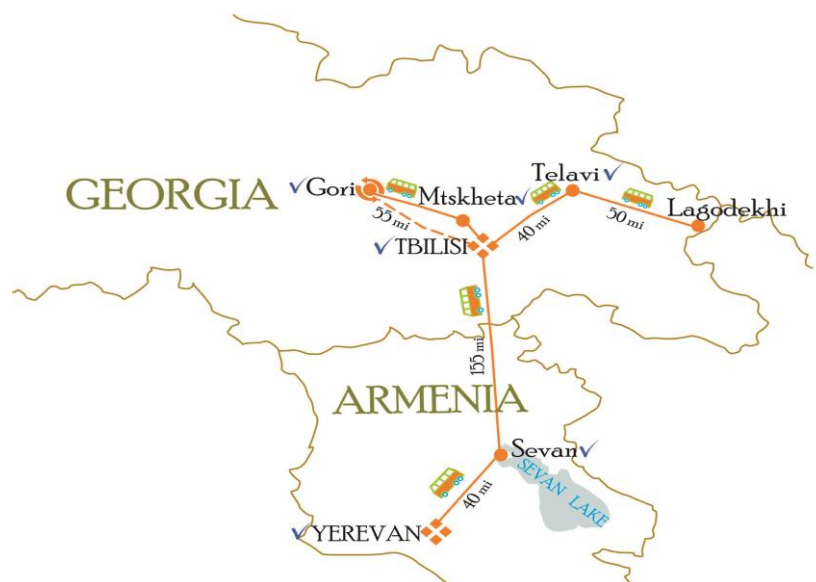 Telavi
GEORGIA
Gori
Mtskheta
Lagodekhi
55 mi
40 mi
50 mi
TBILISI
155 mi
ARMENIA
Sevan
SEVAN LAKE
40 mi
YEREVAN